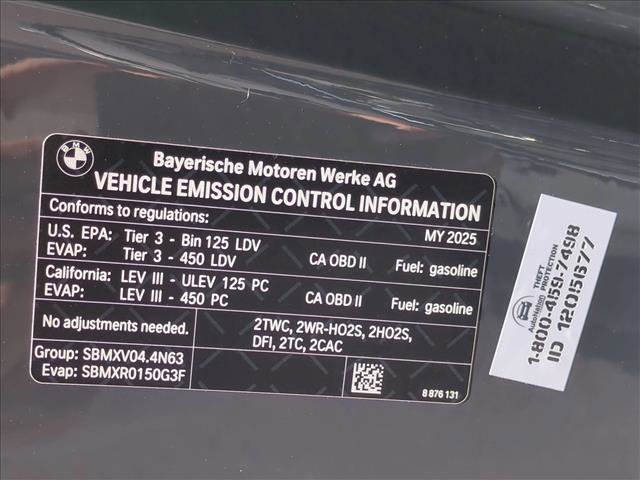 BMW
Bayerische Motoren Werke AG
VEHICLE EMISSION CONTROL INFORMATION
Conforms to regulations: MY 2025
U.S. EPA: Tier 3 - Bin 125 LDV
EVAP: Tier 3 - 450 LDV CA OBD II Fuel: gasoline
California: LEV III - ULEV 125 PC
EVAP: LEV III - 450 PC CA OBD II Fuel: gasoline
No adjustments needed.
2TWC, 2WR-HO2S, 2HO2S,
DFI, 2TC, 2CAC
Group: SBMXV04.4N63
Evap: SBMXR0150G3F
8 876 131
AutoNation
THEFT
PROTECTION
1-800-459-7498
IID 12055677